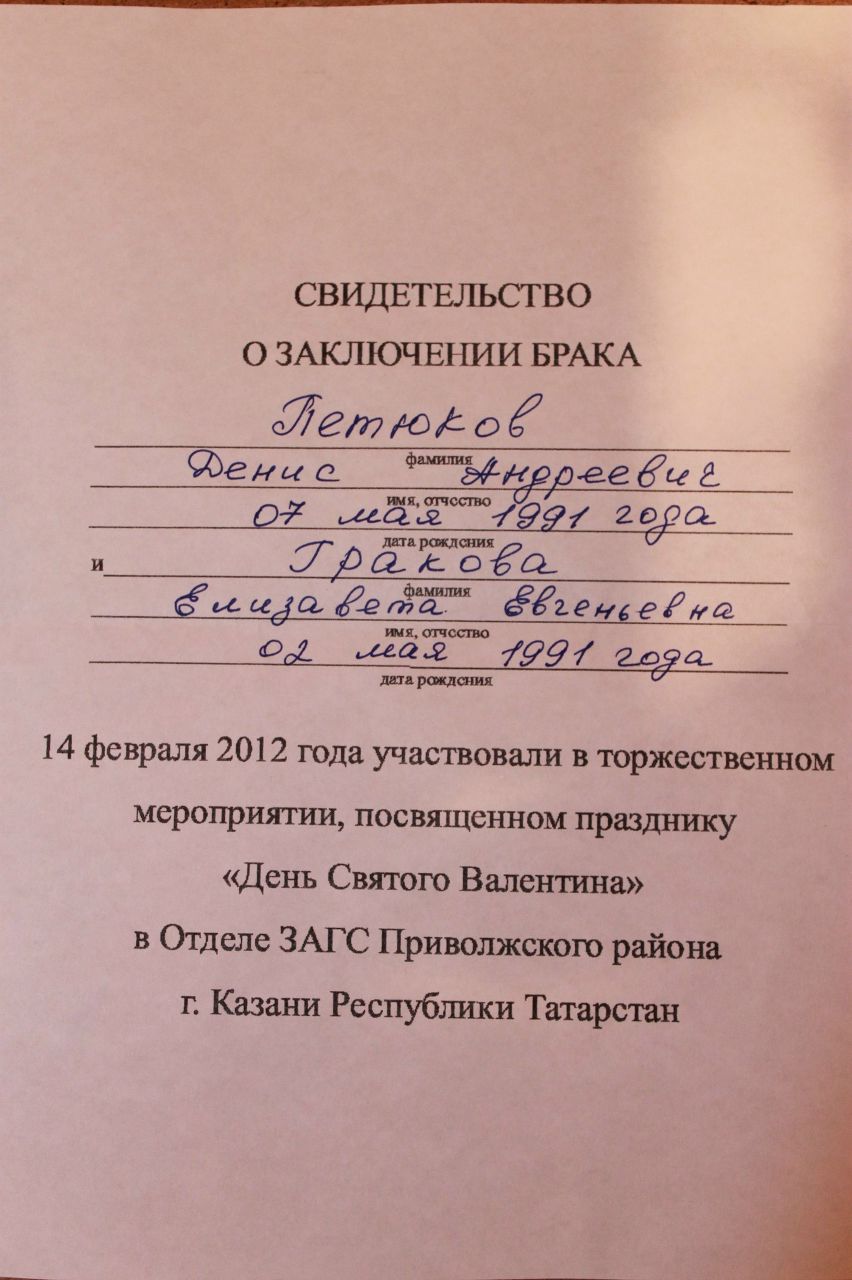 СВИДЕТЕЛЬСТВО
О ЗАКЛЮЧЕНИИ БРАКА
Петюков
фамилия
Денис Андреевич
имя, отчество
07 мая 1991 года
дата рождения
и Гракова
фамилия
Елизавета Евгеньевна
имя, отчество
02 мая 1991 года
дата рождения
14 февраля 2012 года участвовали в торжественном
мероприятии, посвященном празднику
«День Святого Валентина»
в Отделе ЗАГС Приволжского района
г. Казани Республики Татарстан